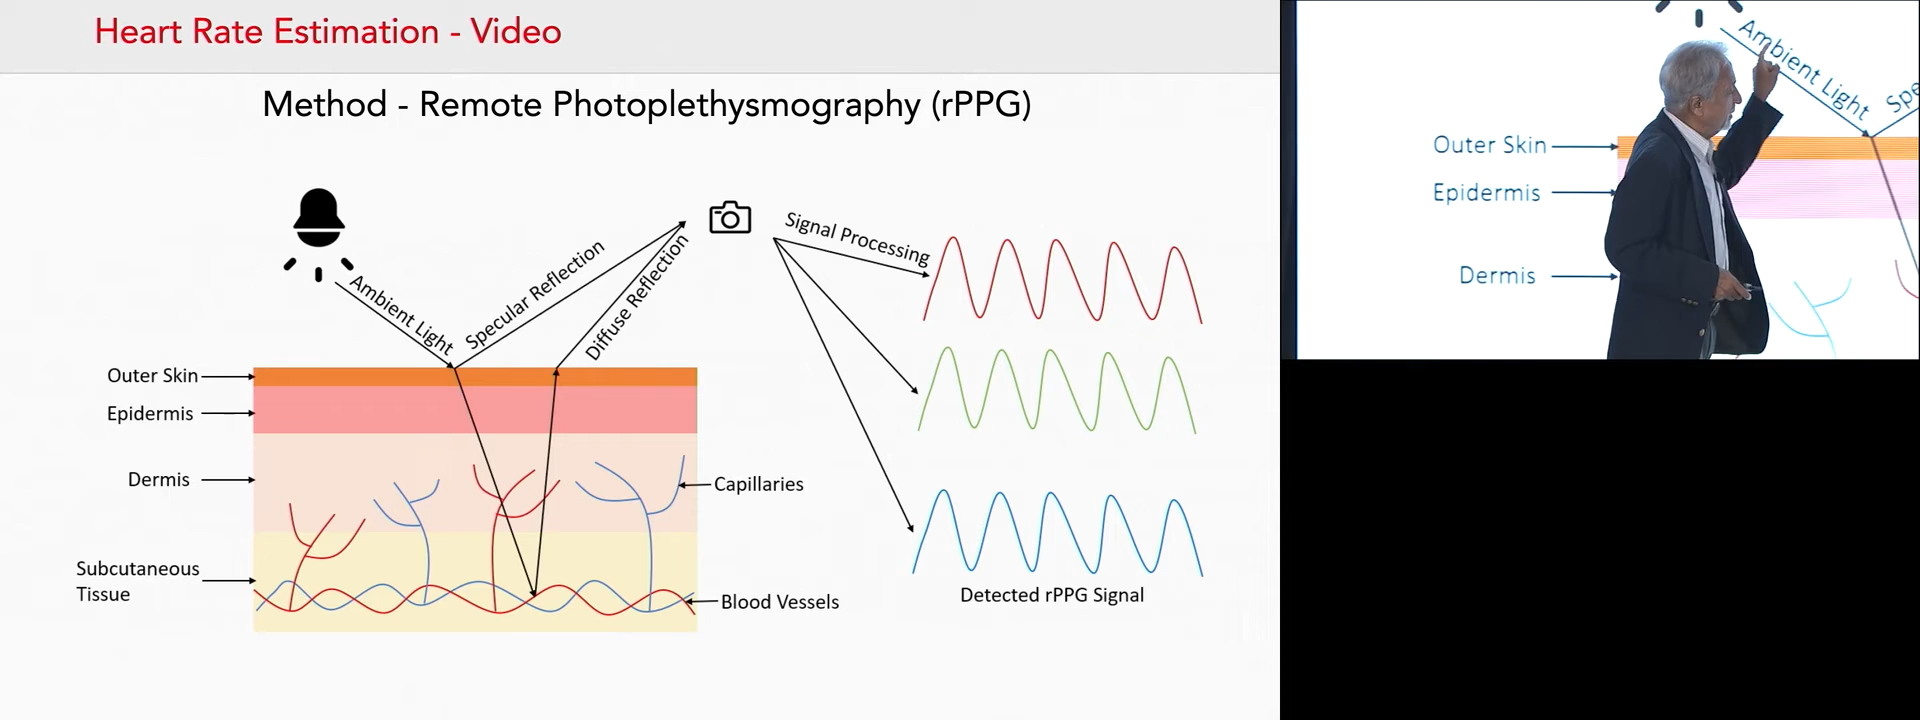 Heart Rate Estimation - Video
Method - Remote Photoplethysmography (rPPG)
Ambient Light
Specular Reflection
Diffuse Reflection
Signal Processing
Outer Skin
Epidermis
Dermis
Subcutaneous
Tissue
Capillaries
Blood Vessels
Detected rPPG Signal
Ambient Light
Spe
Outer Skin
Epidermis
Dermis